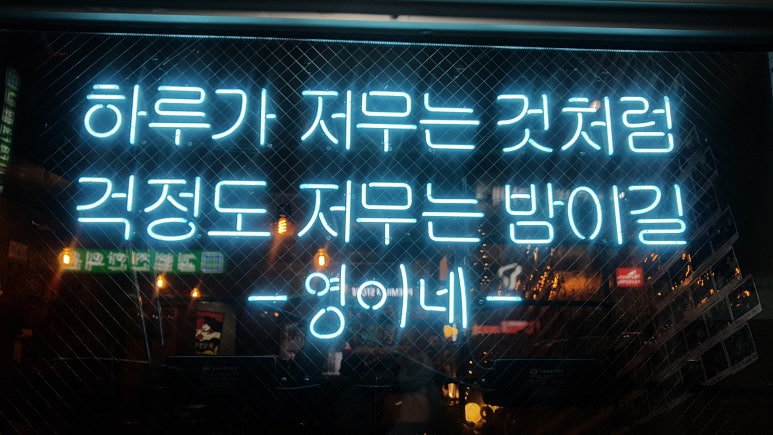 하루가 저무는 것처럼
걱정도 저무는 밤이길
- 영이네 -